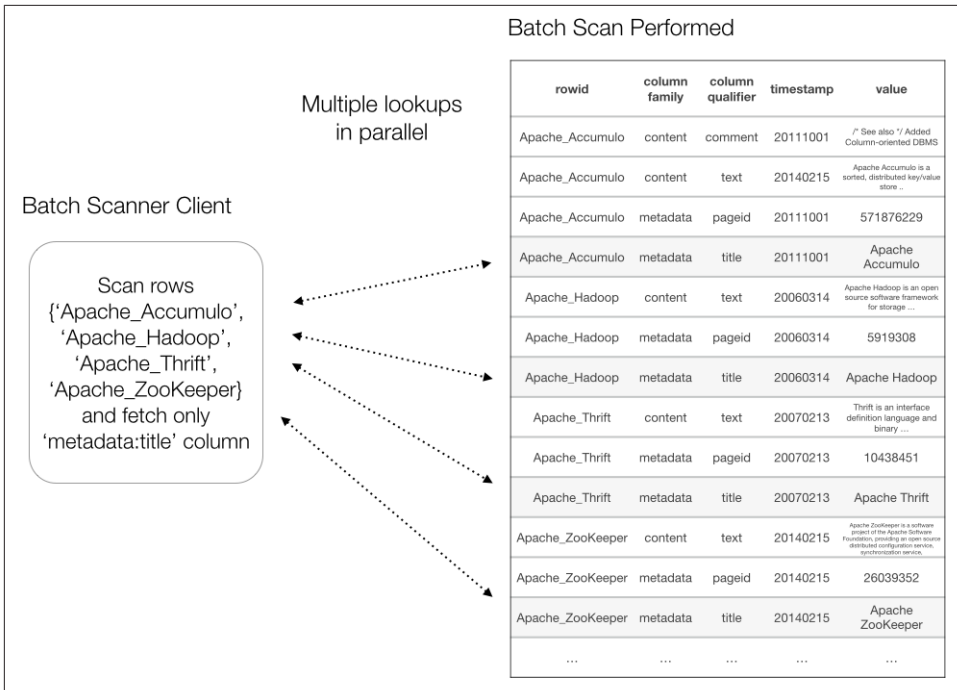 Batch Scan Performed
Multiple lookups
in parallel
Batch Scanner Client
Scan rows
{‘Apache_Accumulo’,
‘Apache_Hadoop’,
‘Apache_Thrift’,
‘Apache_ZooKeeper}
and fetch only
‘metadata:title’ column
rowid column family column qualifier timestamp value
Apache_Accumulo content comment 20111001 /* See also */ Added Column-oriented DBMS
Apache_Accumulo content text 20140215 Apache Accumulo is a sorted, distributed key/value store ..
Apache_Accumulo metadata pageid 20111001 571876229
Apache_Accumulo metadata title 20111001 Apache Accumulo
Apache_Hadoop content text 20060314 Apache Hadoop is an open source software framework for storage ...
Apache_Hadoop metadata pageid 20060314 5919308
Apache_Hadoop metadata title 20060314 Apache Hadoop
Apache_Thrift content text 20070213 Thrift is an interface definition language and binary ...
Apache_Thrift metadata pageid 20070213 10438451
Apache_Thrift metadata title 20070213 Apache Thrift
Apache_ZooKeeper content text 20140215 Apache ZooKeeper is a software project of the Apache Software Foundation, providing an open source distributed configuration service, synchronization service,
Apache_ZooKeeper metadata pageid 20140215 26039352
Apache_ZooKeeper metadata title 20140215 Apache ZooKeeper
... ... ... ... ...